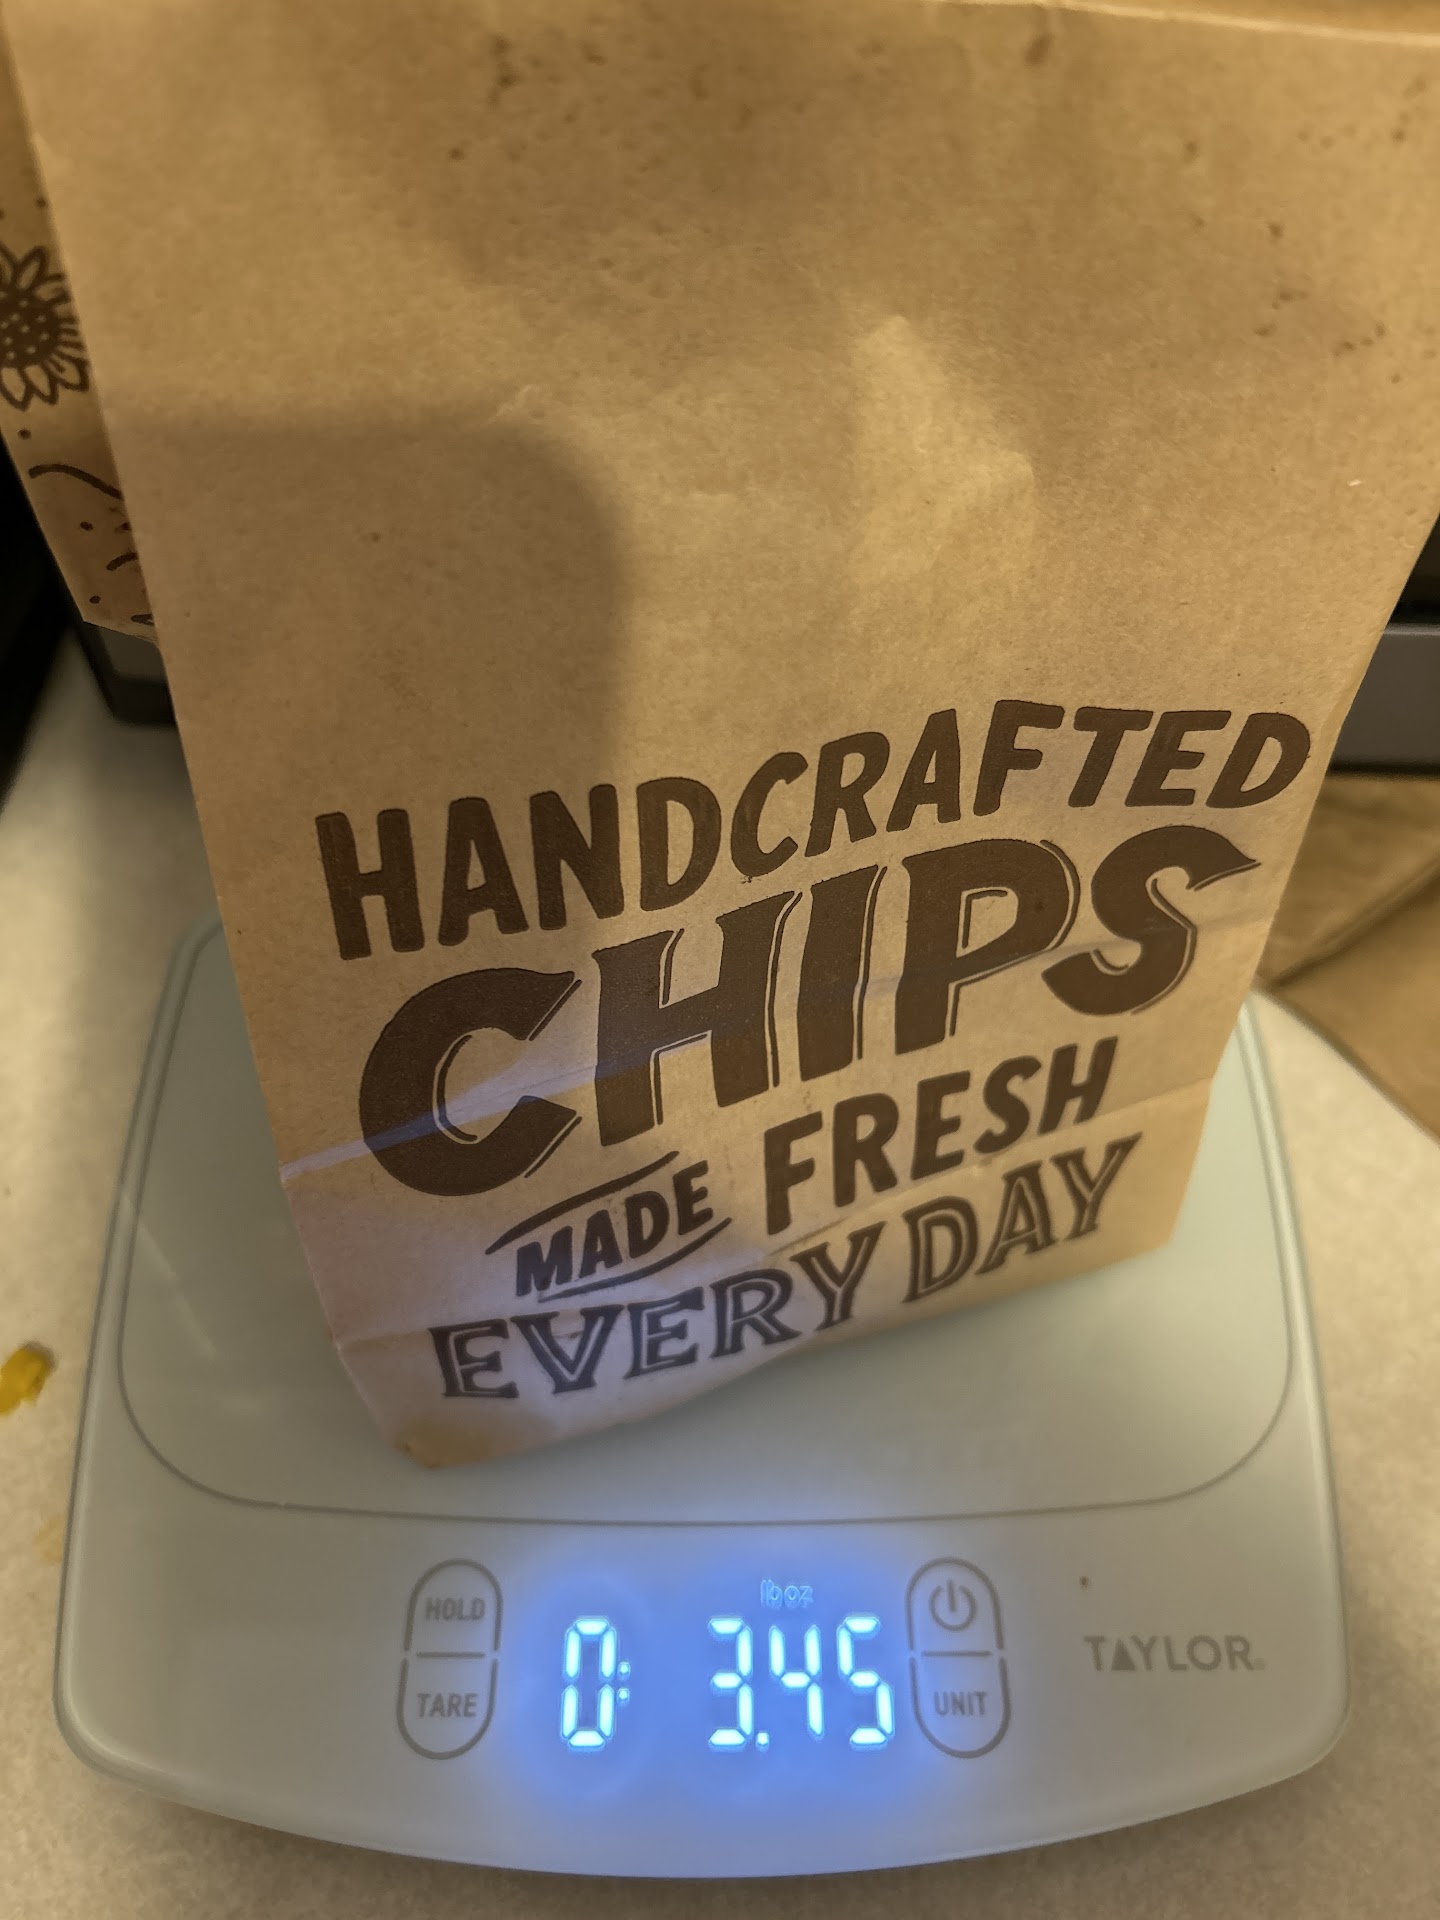 HANDCRAFTED
CHIPS
MADE FRESH
EVERY DAY
HOLD
TARE
lb oz
0: 3.45
UNIT
TAYLOR